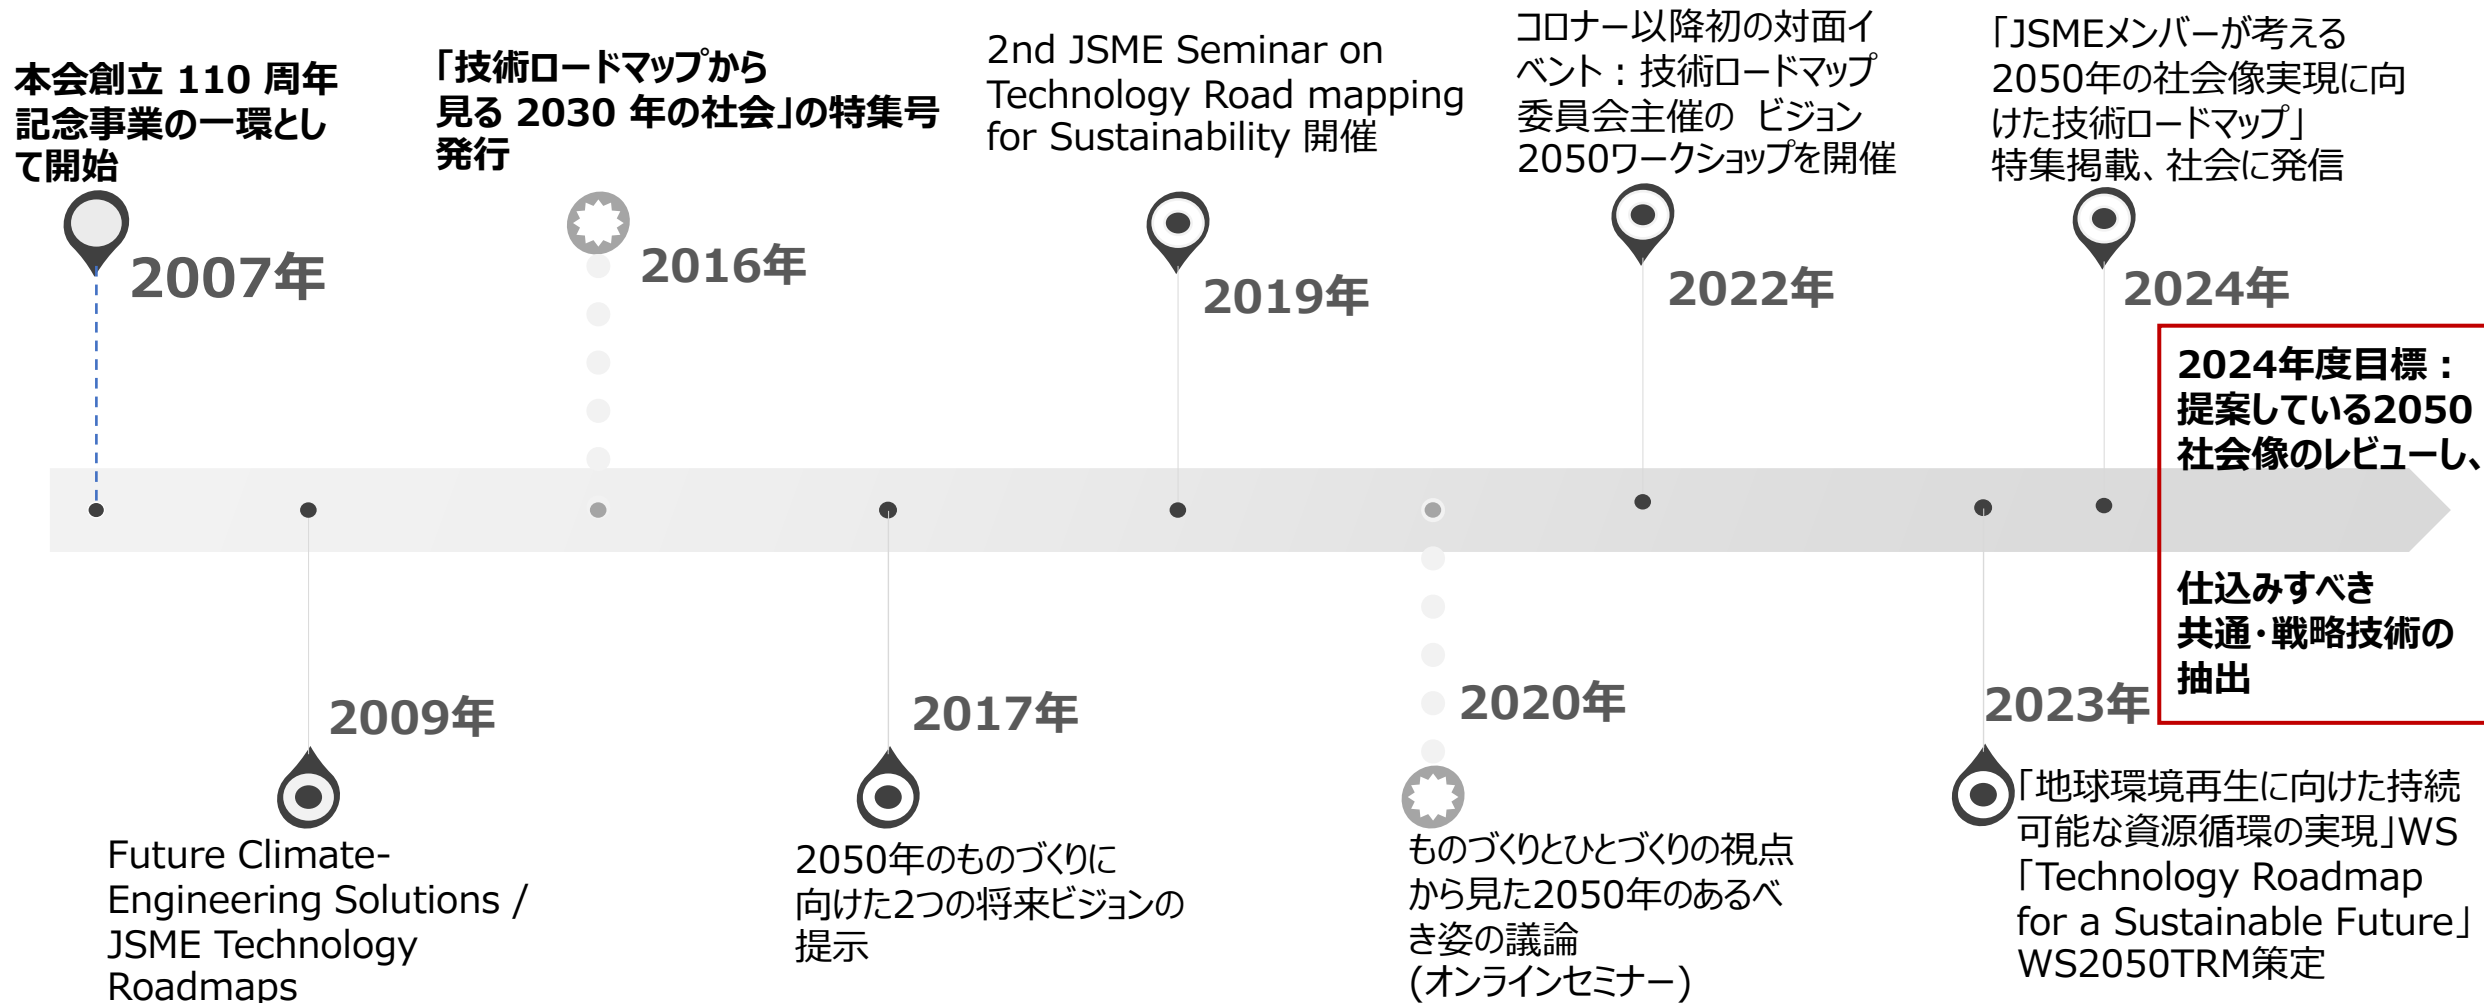 本会創立 110 周年
記念事業の一環とし
て開始
2007年
「技術ロードマップから
見る 2030 年の社会」の特集号
発行
2016年
2nd JSME Seminar on
Technology Road mapping
for Sustainability 開催
2019年
コロナー以降初の対面イ
ベント：技術ロードマップ
委員会主催の ビジョン
2050ワークショップを開催
2022年
「JSMEメンバーが考える
2050年の社会像実現に向
けた技術ロードマップ」
特集掲載、社会に発信
2024年
2024年度目標：
提案している2050
社会像のレビューし、
仕込みすべき
共通・戦略技術の
抽出
2009年
Future Climate-
Engineering Solutions /
JSME Technology
Roadmaps
2017年
2050年のものづくりに
向けた2つの将来ビジョンの
提示
2020年
ものづくりとひとづくりの視点
から見た2050年のあるべ
き姿の議論
(オンラインセミナー)
2023年
「地球環境再生に向けた持続
可能な資源循環の実現」WS
「Technology Roadmap
for a Sustainable Future」
WS2050TRM策定